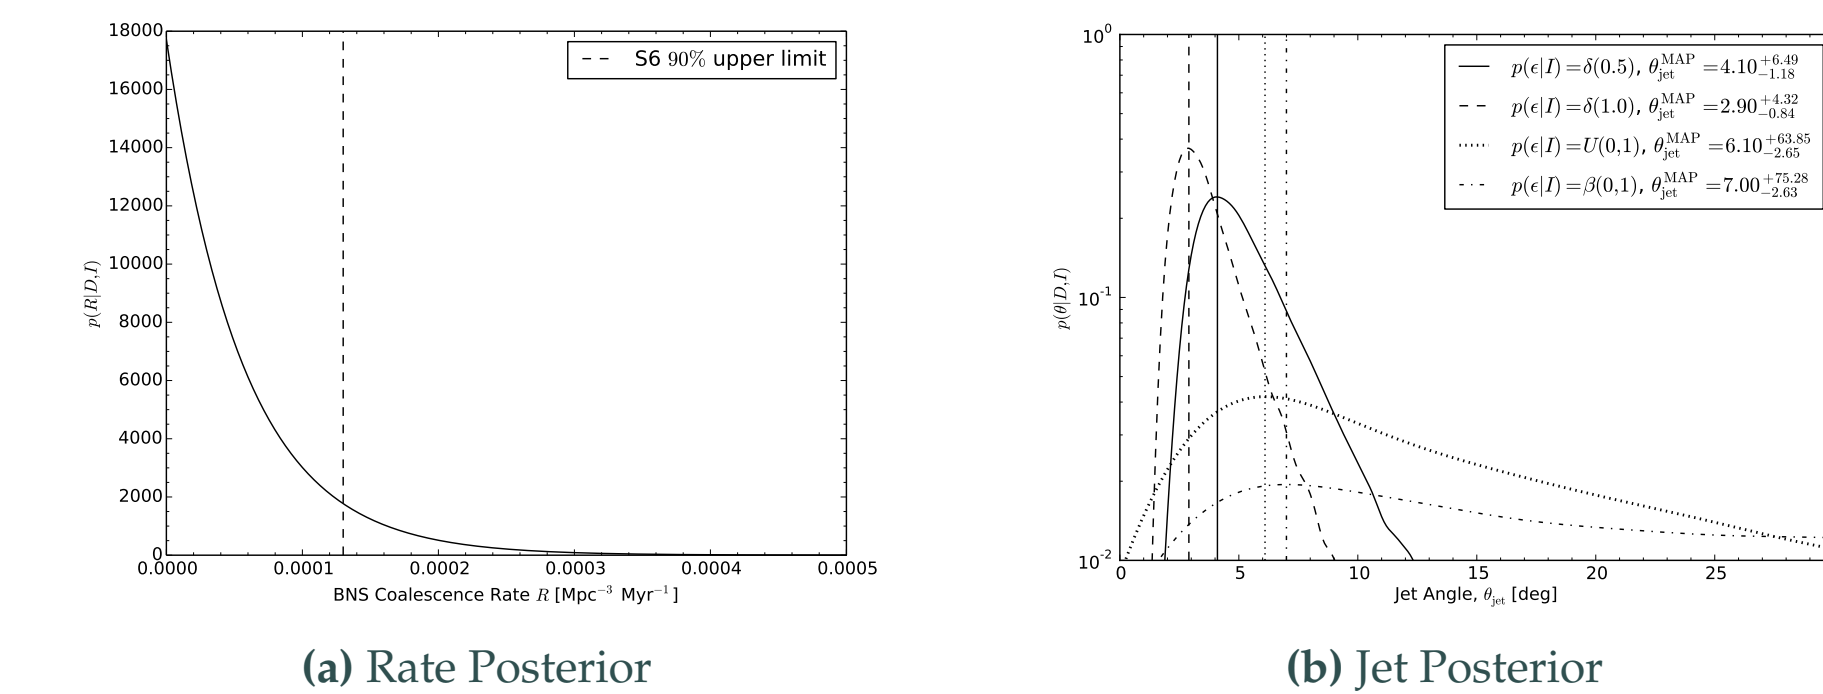 18000
16000
14000
12000
10000
8000
6000
4000
2000
0
p(R|D,I)
S6 90% upper limit
0.0000 0.0001 0.0002 0.0003 0.0004 0.0005
BNS Coalescence Rate R [Mpc⁻³ Myr⁻¹]
(a) Rate Posterior
10⁰
10⁻¹
10⁻²
p(θ|D,I)
p(ϵ|I)=δ(0.5), θ_jet^MAP =4.10^{+6.49}_{-1.18}
p(ϵ|I)=δ(1.0), θ_jet^MAP =2.90^{+4.32}_{-0.84}
p(ϵ|I)=U(0,1), θ_jet^MAP =6.10^{+63.85}_{-2.65}
p(ϵ|I)=β(0,1), θ_jet^MAP =7.00^{+75.28}_{-2.63}
0 5 10 15 20 25
Jet Angle, θ_jet [deg]
(b) Jet Posterior